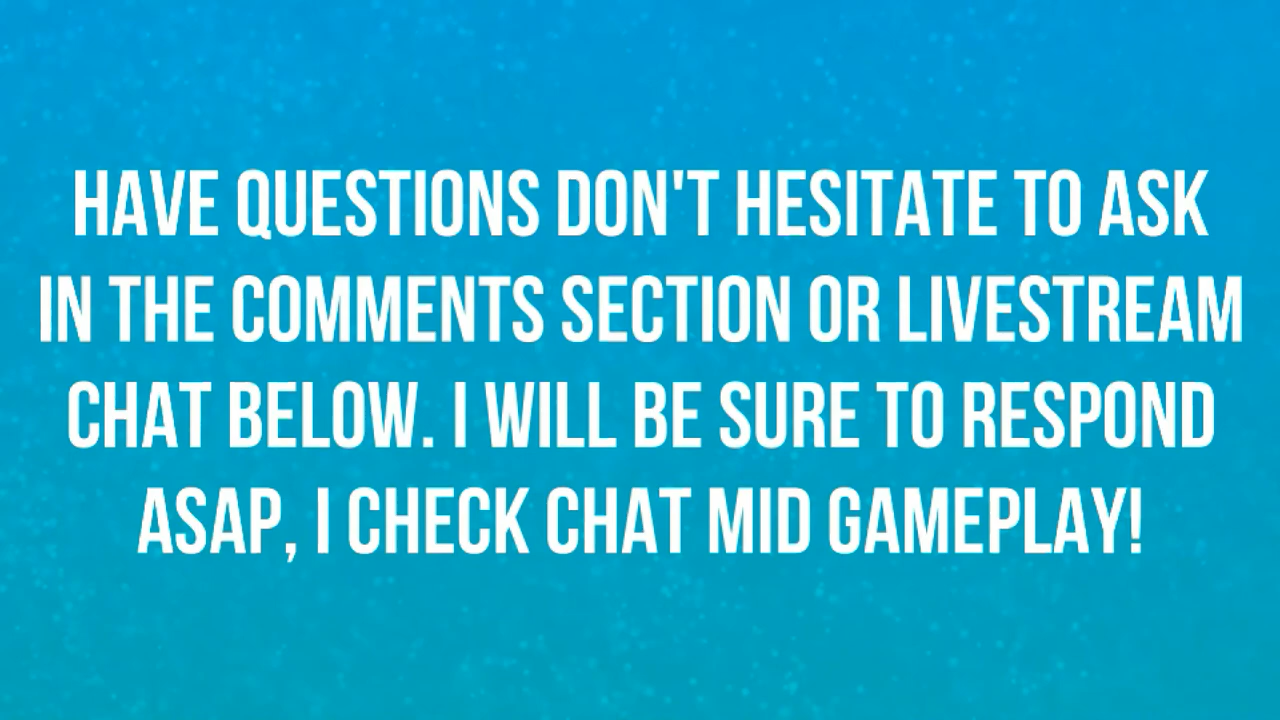 HAVE QUESTIONS DON'T HESITATE TO ASK
IN THE COMMENTS SECTION OR LIVESTREAM
CHAT BELOW. I WILL BE SURE TO RESPOND
ASAP, I CHECK CHAT MID GAMEPLAY!